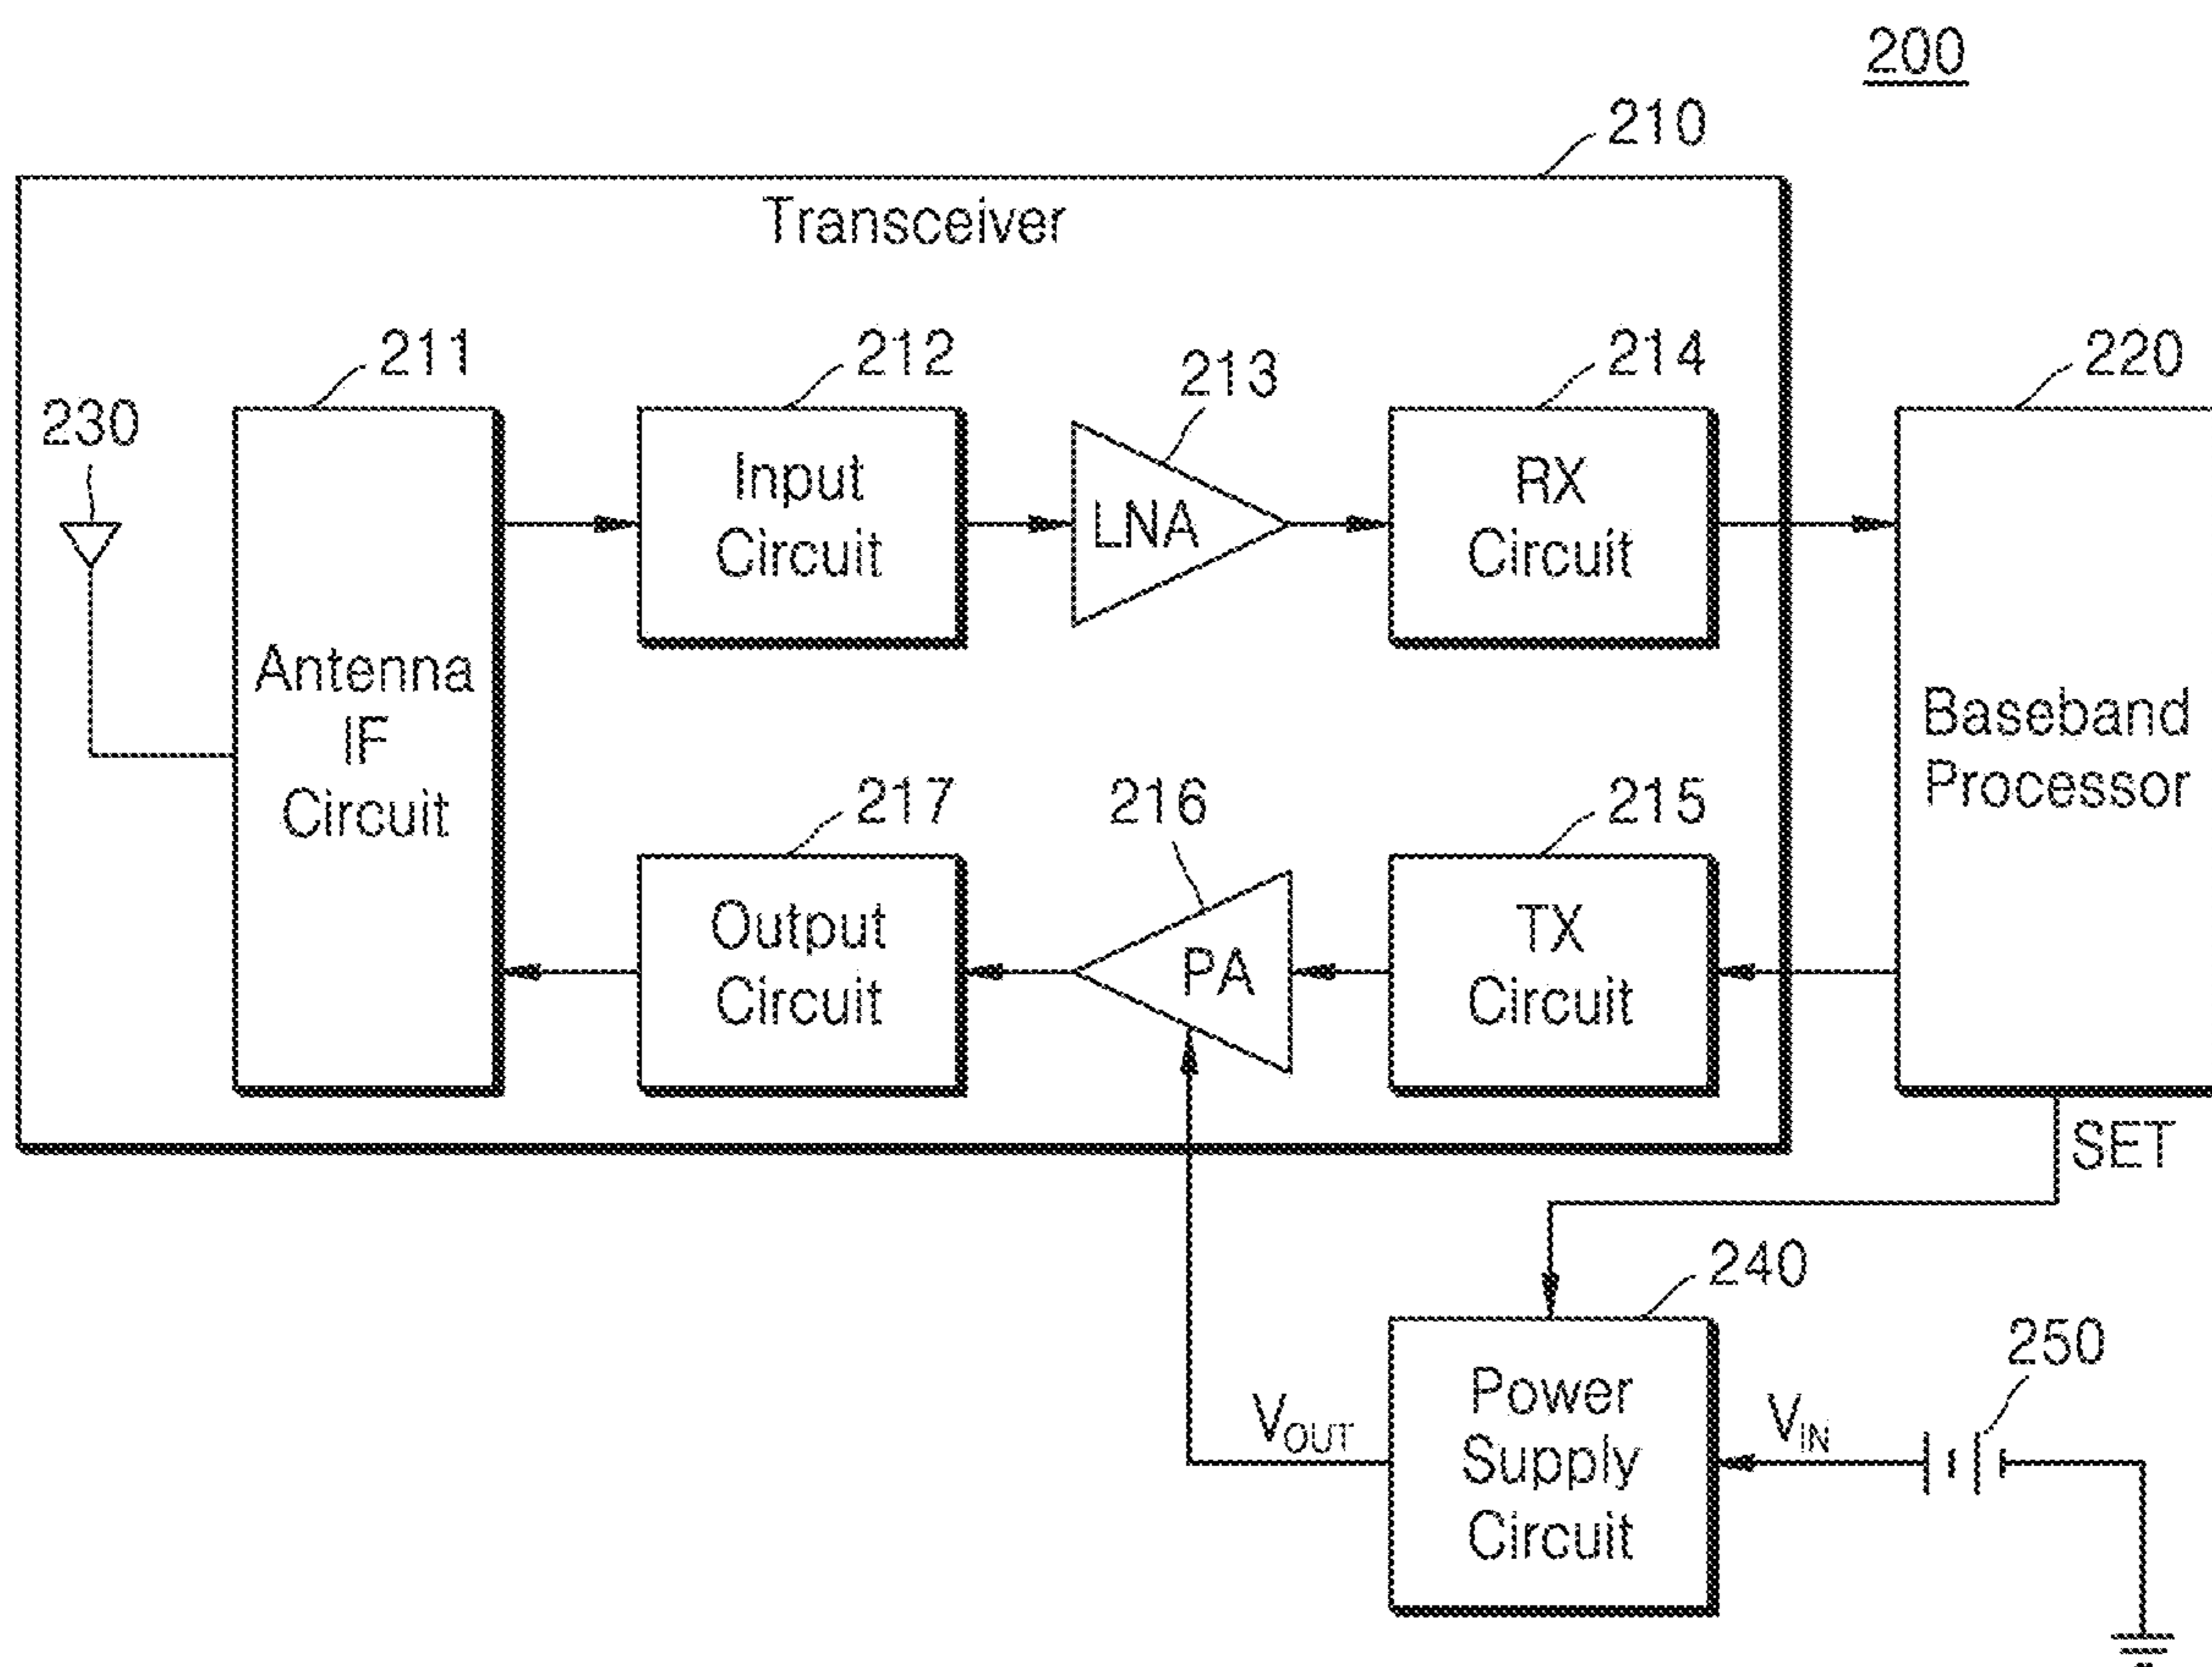 200
210
Transceiver
211
212
213
214
220
230
Input
Circuit
LNA
RX
Circuit
Antenna
IF
Circuit
Baseband
Processor
217
216
215
Output
Circuit
PA
TX
Circuit
SET
240
250
Power
Supply
Circuit
VOUT
VIN